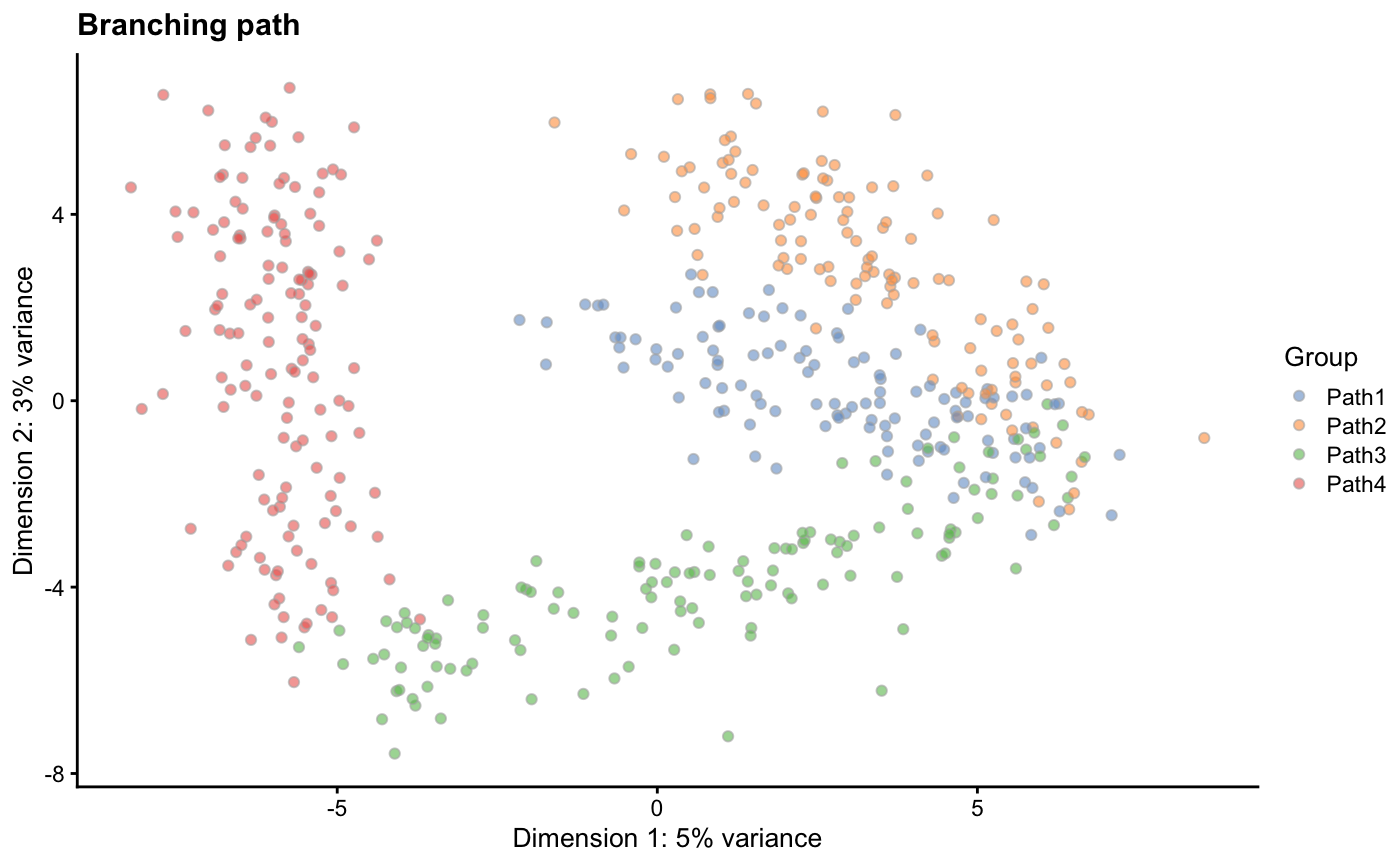 Branching path
Dimension 2: 3% variance
4
0
-4
-8
-5
0
5
Dimension 1: 5% variance
Group
Path1
Path2
Path3
Path4